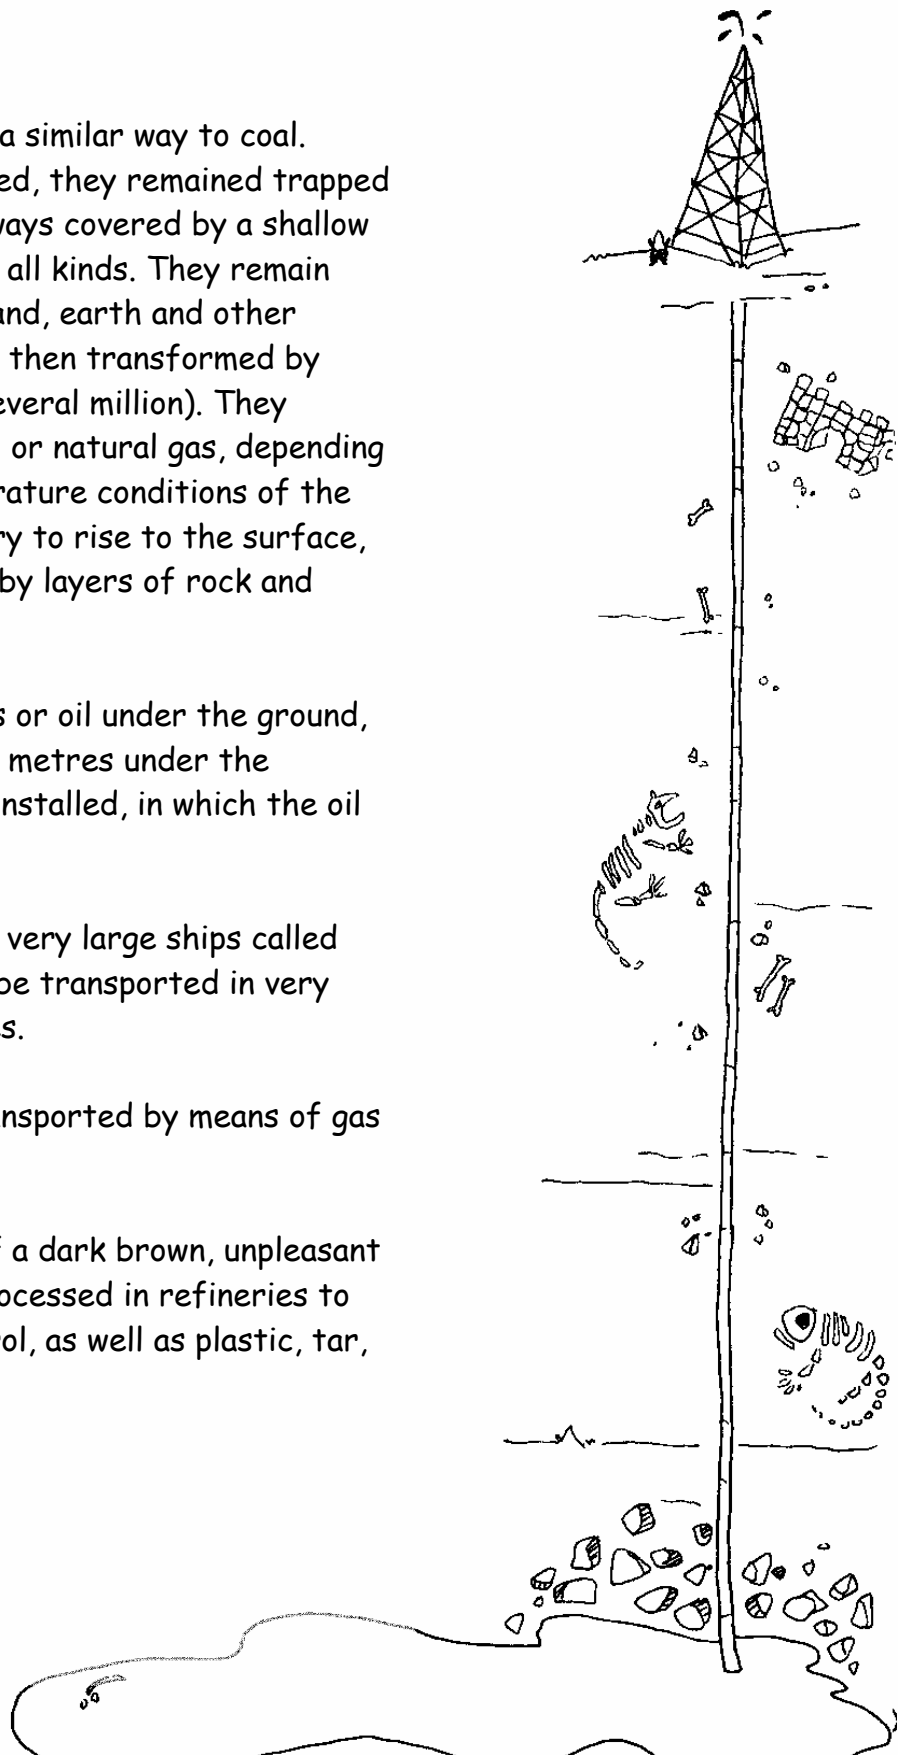 a similar way to coal.
ed, they remained trapped
ways covered by a shallow
all kinds. They remain
and, earth and other
then transformed by
everal million). They
or natural gas, depending
rature conditions of the
ry to rise to the surface,
by layers of rock and
s or oil under the ground,
metres under the
nstalled, in which the oil
very large ships called
be transported in very
s.
nsported by means of gas
f a dark brown, unpleasant
ocessed in refineries to
ol, as well as plastic, tar,